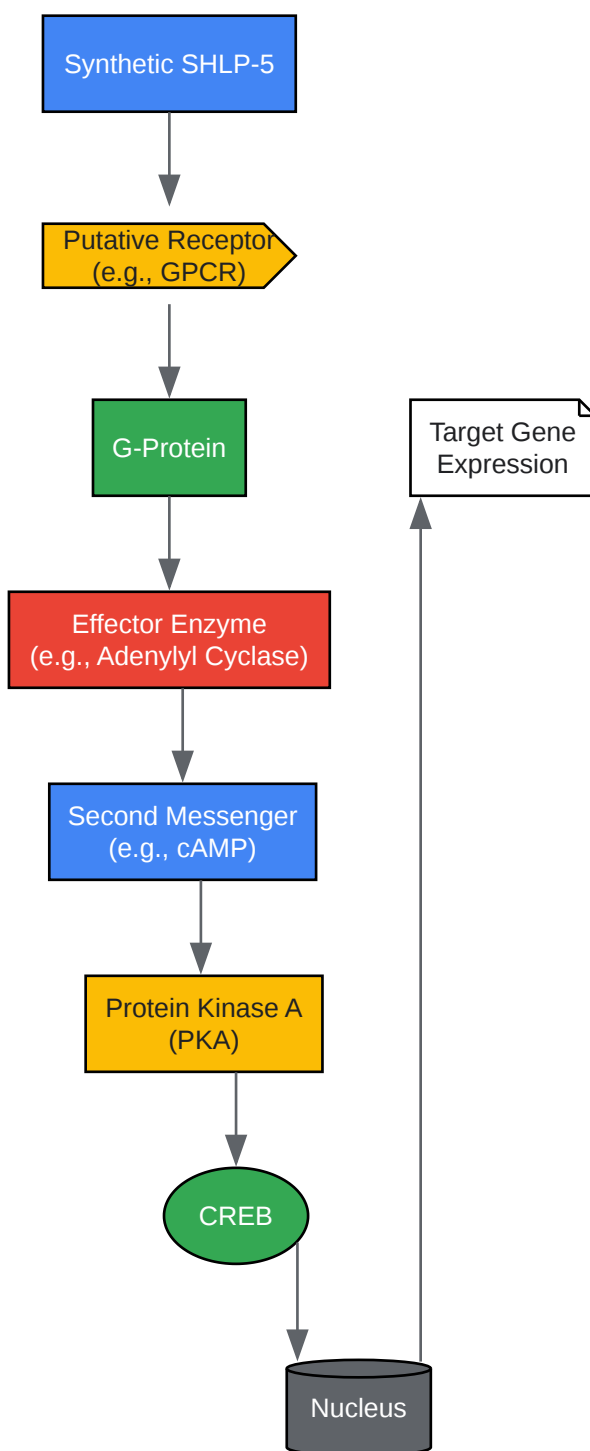 Synthetic SHLP-5
Putative Receptor
(e.g., GPCR)
G-Protein
Target Gene
Expression
Effector Enzyme
(e.g., Adenylyl Cyclase)
Second Messenger
(e.g., cAMP)
Protein Kinase A
(PKA)
CREB
Nucleus